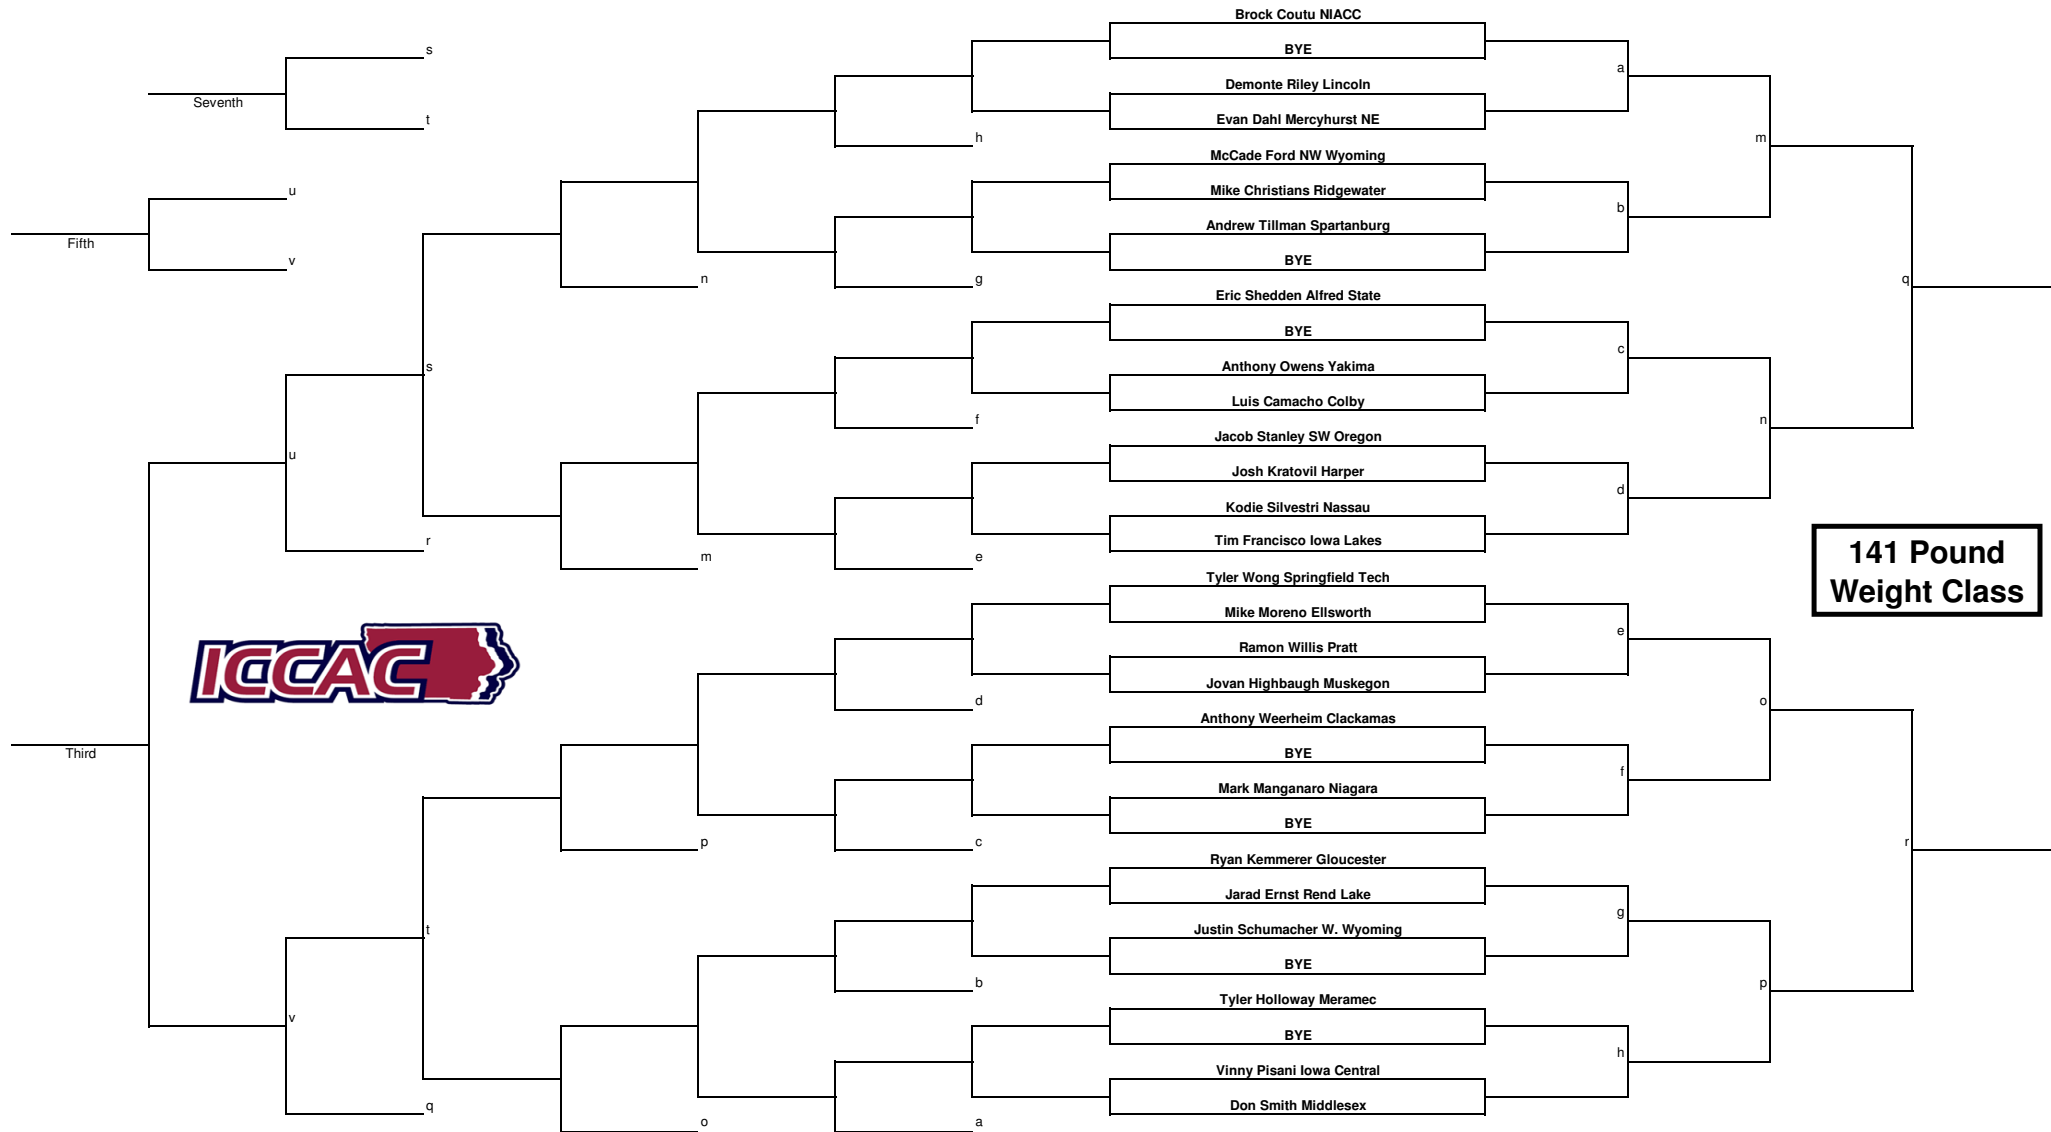 Brock Coutu NIACC
s
BYE
a
Demonte Riley Lincoln
Seventh
t
Evan Dahl Mercyhurst NE
h
m
McCade Ford NW Wyoming
u
Mike Christians Ridgewater
b
Andrew Tillman Spartanburg
Fifth
v
BYE
n
g
q
Eric Shedden Alfred State
BYE
c
s
Anthony Owens Yakima
Luis Camacho Colby
f
n
Jacob Stanley SW Oregon
u
Josh Kratovil Harper
d
Kodie Silvestri Nassau
r
Tim Francisco Iowa Lakes
m
e
141 Pound
Weight Class
Tyler Wong Springfield Tech
Mike Moreno Ellsworth
e
Ramon Willis Pratt
ICCAC
Jovan Highbaugh Muskegon
d
o
Anthony Weerheim Clackamas
Third
BYE
f
Mark Manganaro Niagara
BYE
p
c
r
Ryan Kemmerer Gloucester
Jarad Ernst Rend Lake
g
t
Justin Schumacher W. Wyoming
BYE
b
p
Tyler Holloway Meramec
v
BYE
h
Vinny Pisani Iowa Central
q
Don Smith Middlesex
o
a